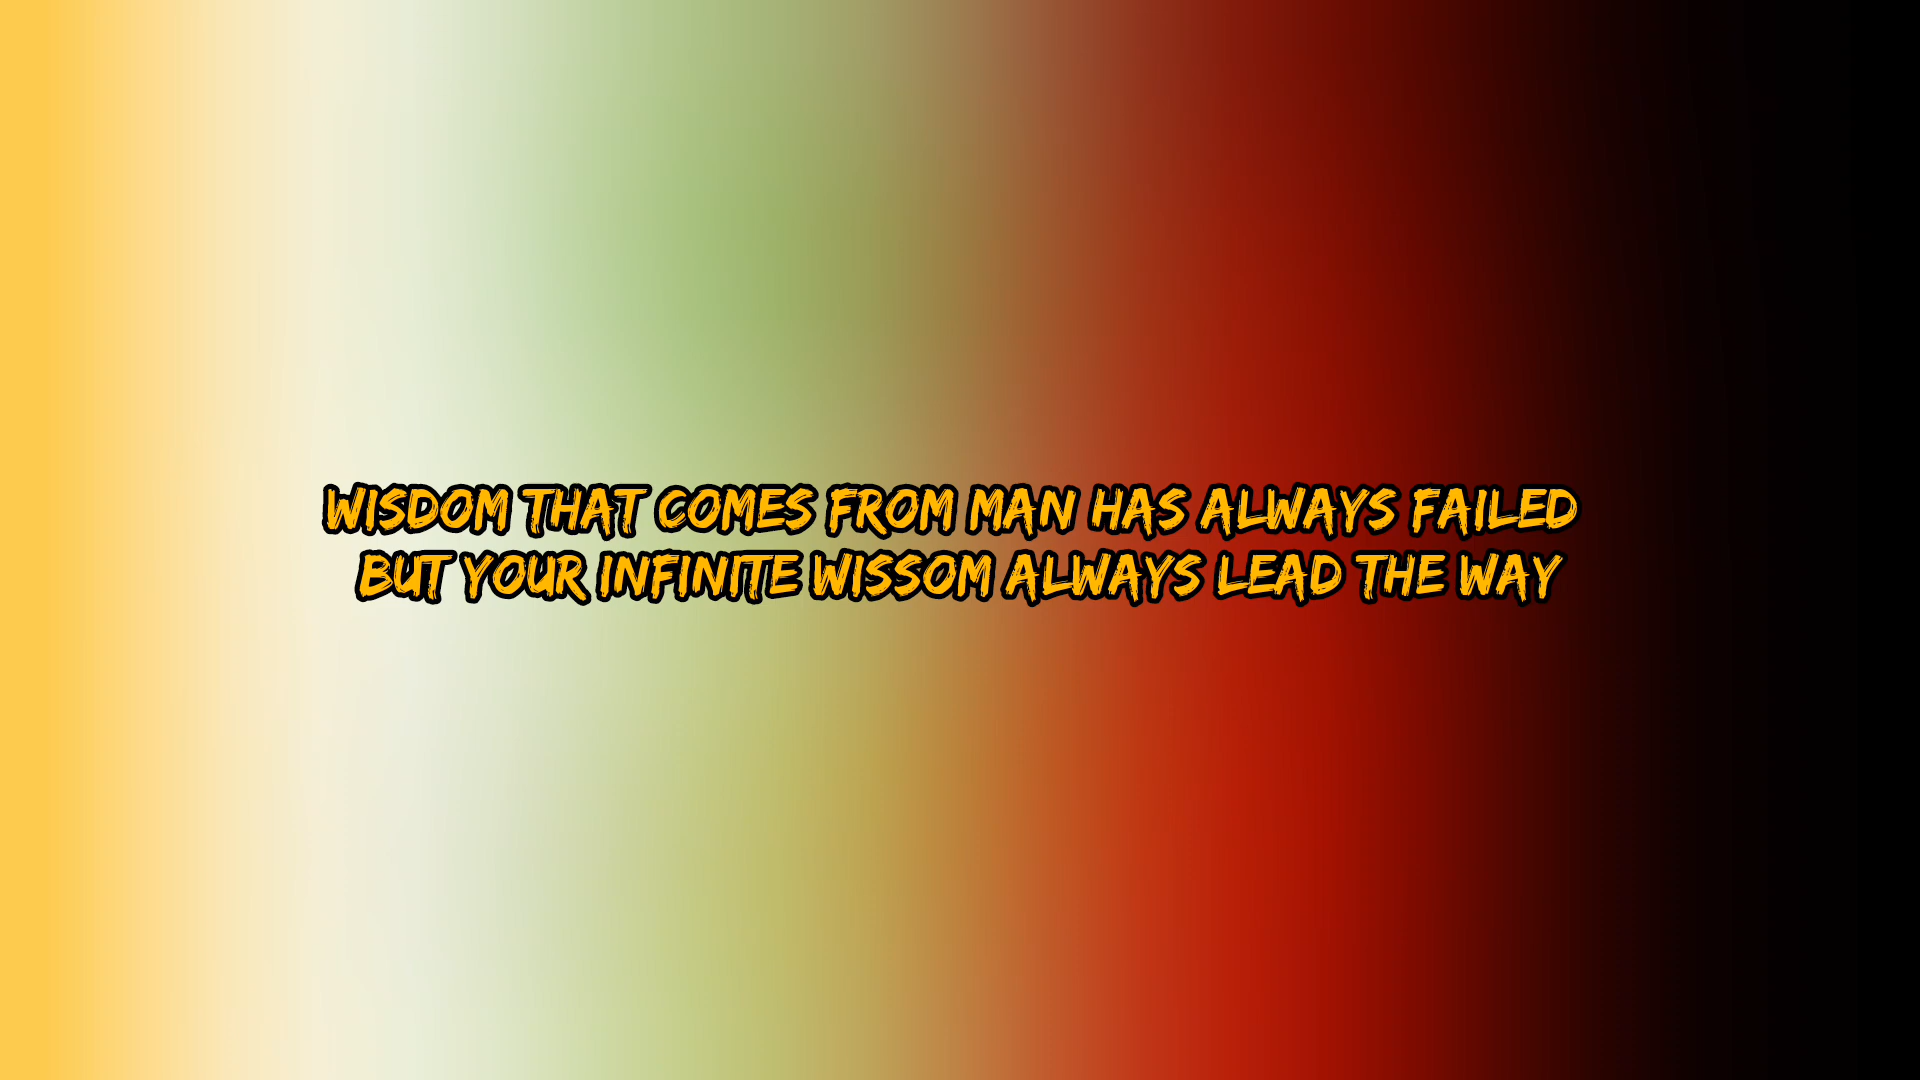 WISDOM THAT COMES FROM MAN HAS ALWAYS FAILED
BUT YOUR INFINITE WISSOM ALWAYS LEAD THE WAY